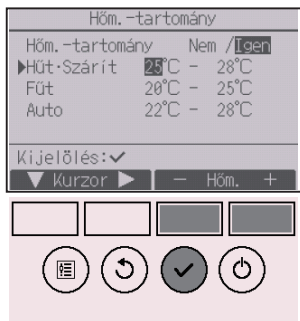 Hőm.-tartomány
Hőm.-tartomány Nem / Igen
▶Hűt·Szárít 25°C - 28°C
Fűt 20°C - 25°C
Auto 22°C - 28°C
Kijelölés:✓
▼ Kurzor ▶ - Hőm. +